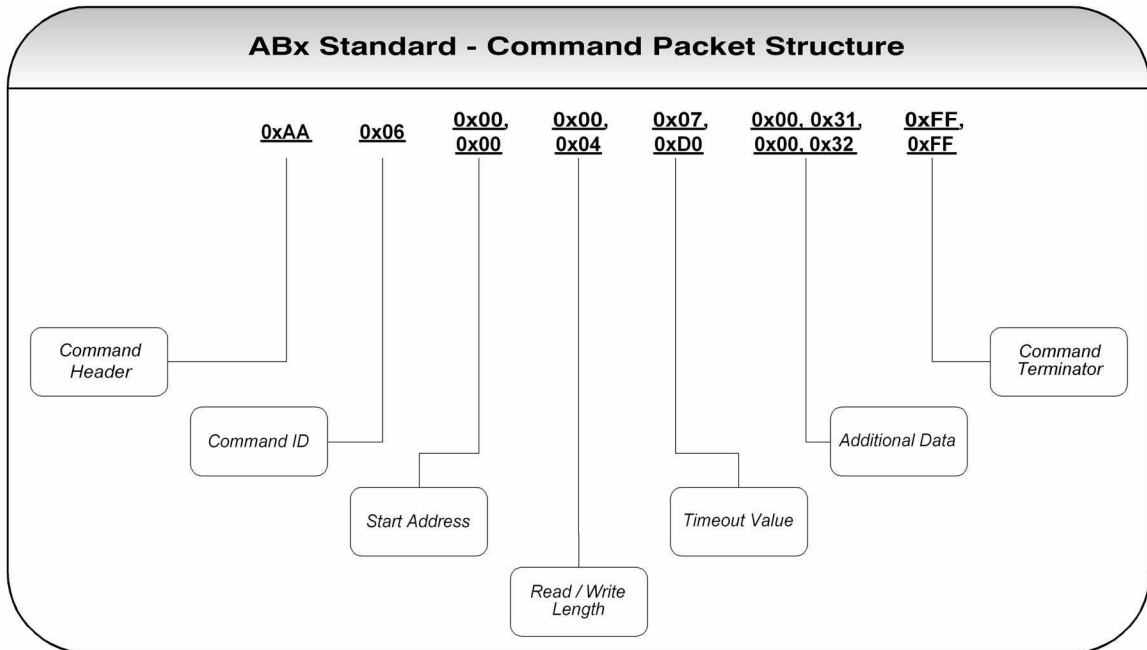 ABx Standard - Command Packet Structure
0xAA
0x06
0x00,
0x00
0x00,
0x04
0x07,
0xD0
0x00, 0x31,
0x00, 0x32
0xFF,
0xFF
Command
Header
Command ID
Start Address
Read / Write
Length
Timeout Value
Additional Data
Command
Terminator